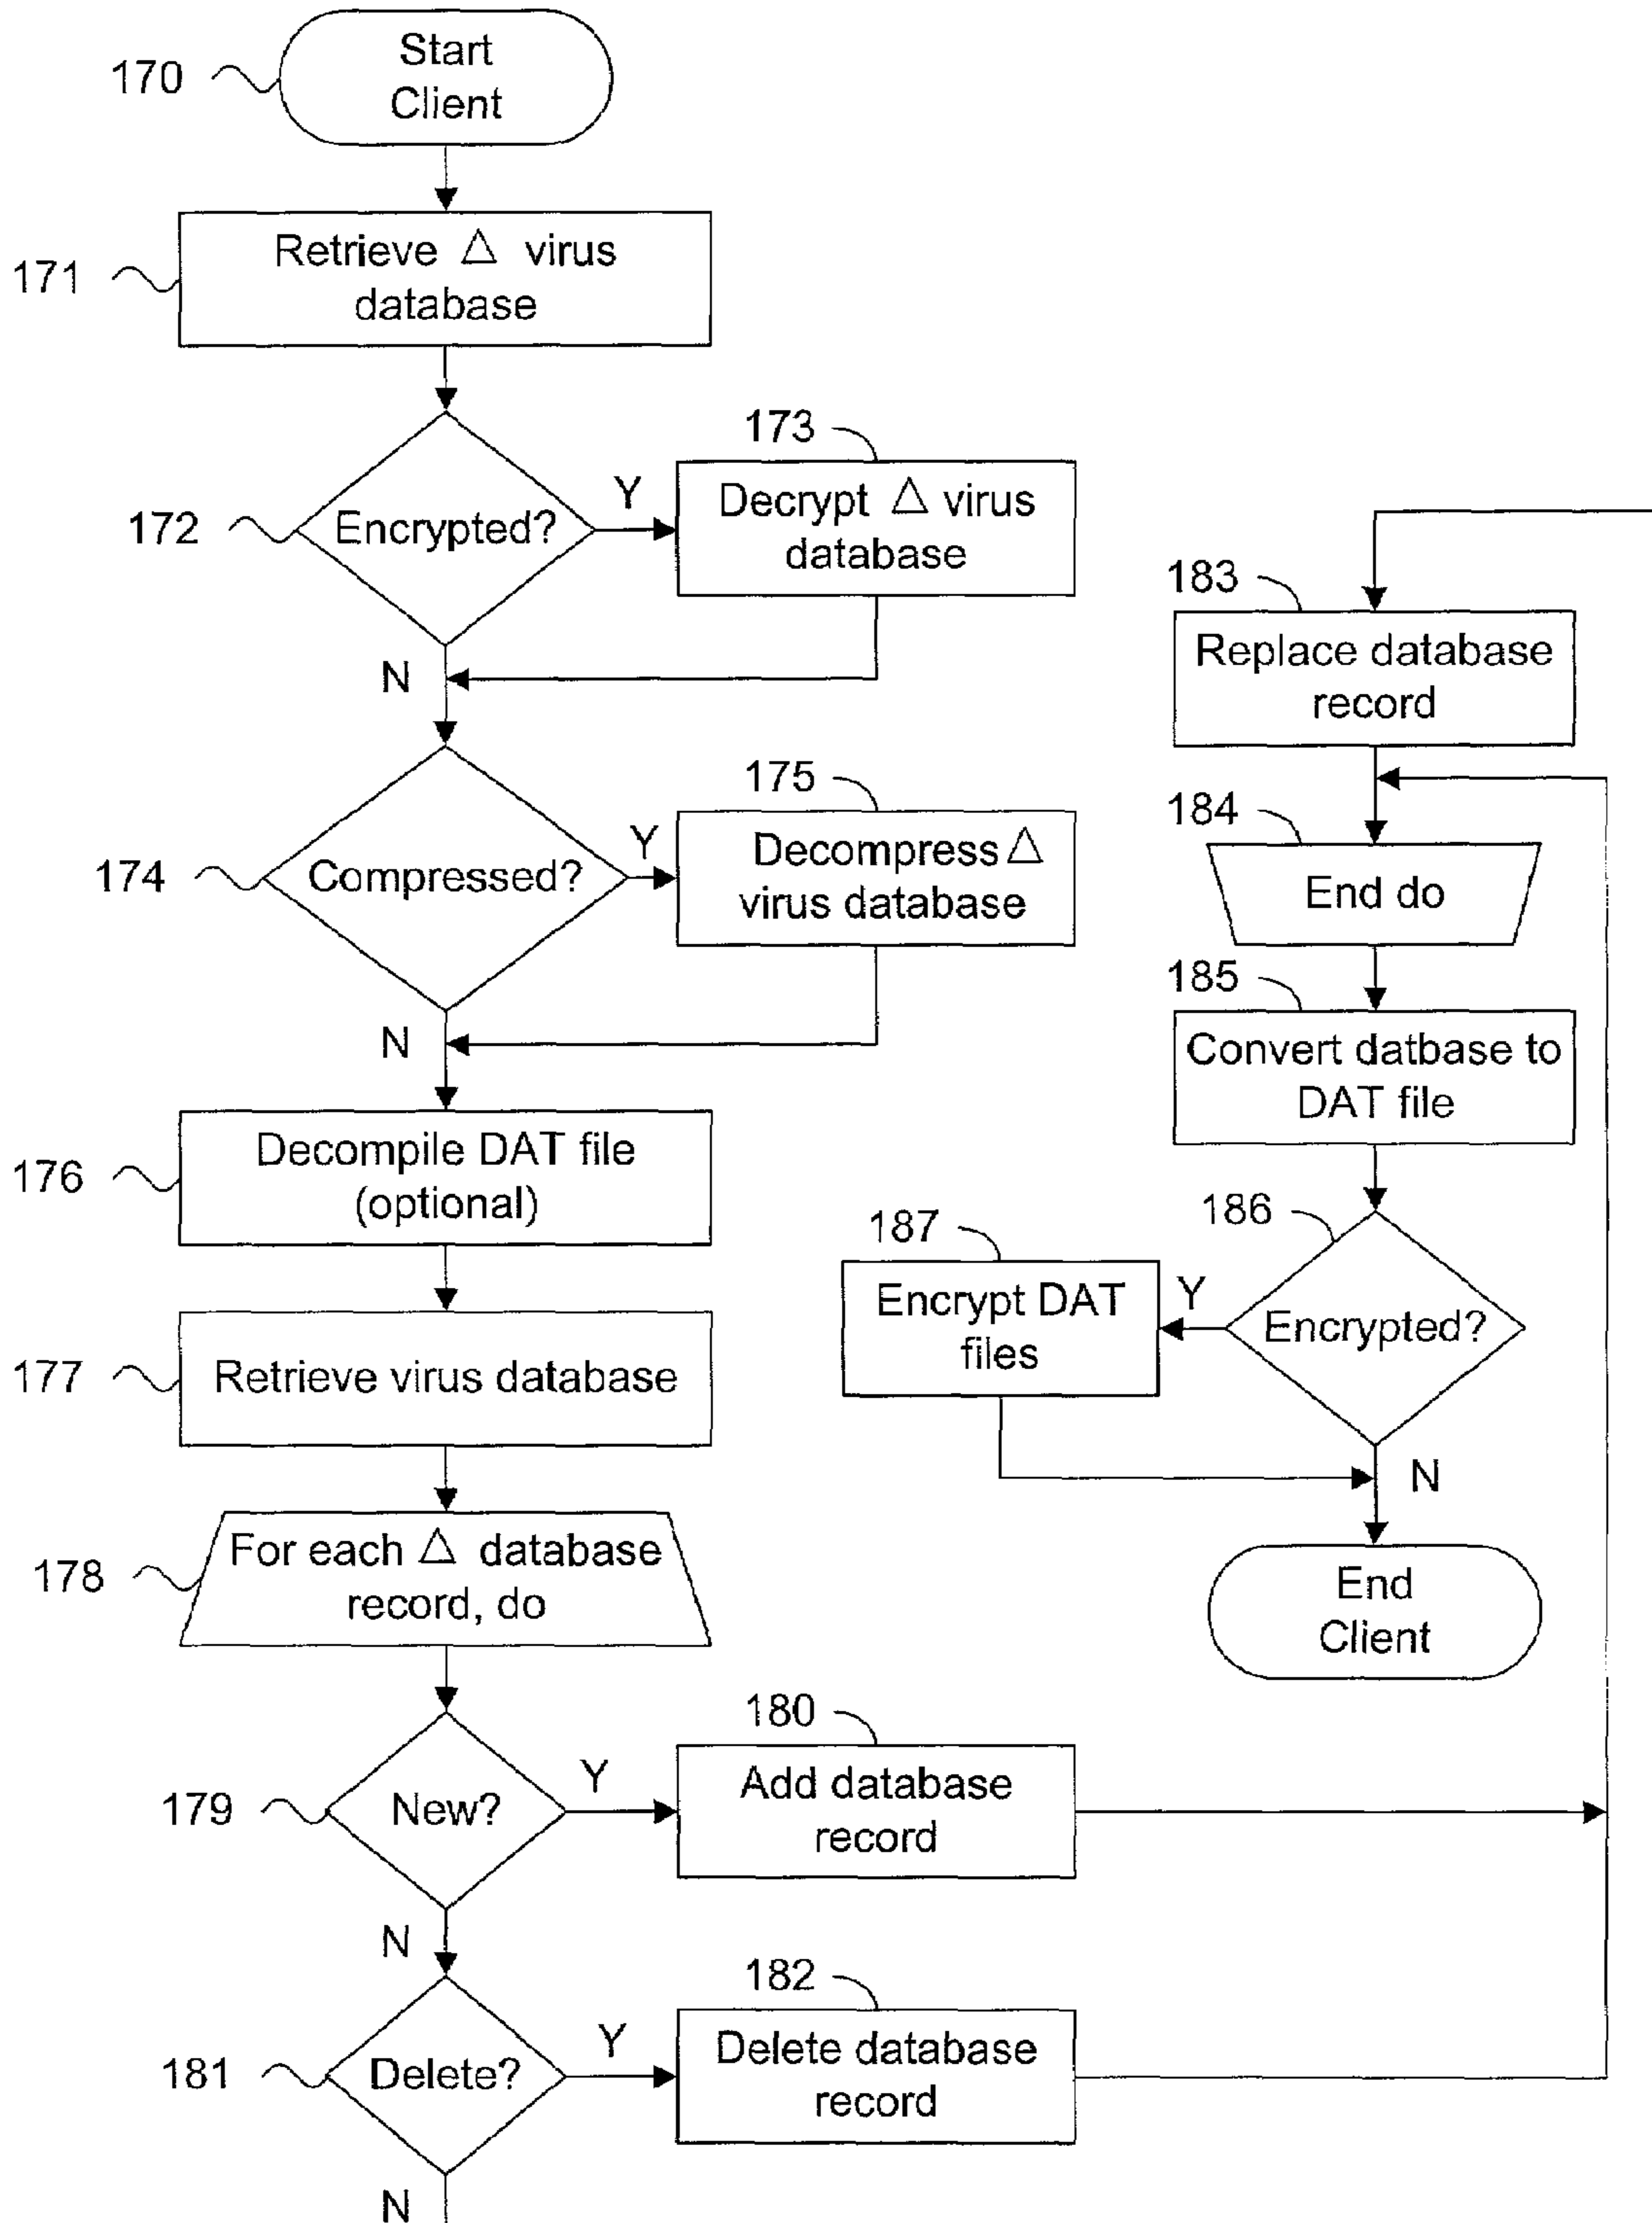 170
Start
Client
171
Retrieve △ virus
database
172
Encrypted?
Y
173
Decrypt △ virus
database
N
174
Compressed?
Y
175
Decompress △
virus database
N
176
Decompile DAT file
(optional)
177
Retrieve virus database
178
For each △ database
record, do
179
New?
Y
180
Add database
record
N
181
Delete?
Y
182
Delete database
record
N
183
Replace database
record
184
End do
185
Convert datbase to
DAT file
186
Encrypted?
Y
187
Encrypt DAT
files
N
End
Client